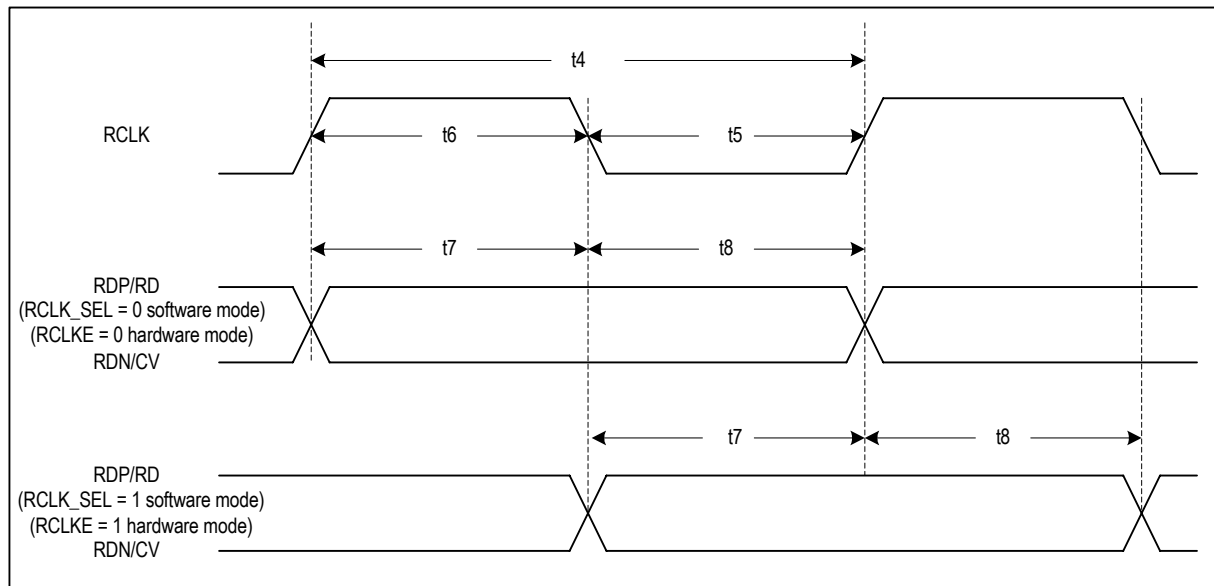 t4
RCLK
t6
t5
t7
t8
RDP/RD
(RCLK_SEL = 0 software mode)
(RCLKE = 0 hardware mode)
RDN/CV
t7
t8
RDP/RD
(RCLK_SEL = 1 software mode)
(RCLKE = 1 hardware mode)
RDN/CV